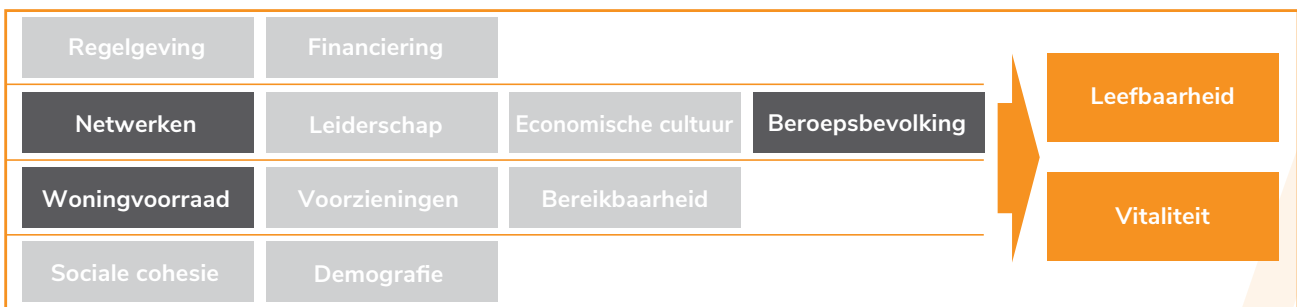 Regelgeving
Financiering
Netwerken
Leiderschap
Economische cultuur
Beroepsbevolking
Woningvoorraad
Voorzieningen
Bereikbaarheid
Sociale cohesie
Demografie
Leefbaarheid
Vitaliteit